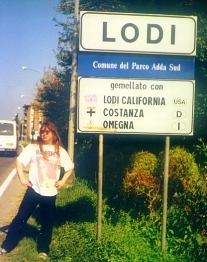 LODI
Comune del Parco Adda Sud
gemellato con
LODI CALIFORNIA USA
COSTANZA D
OMEGNA I